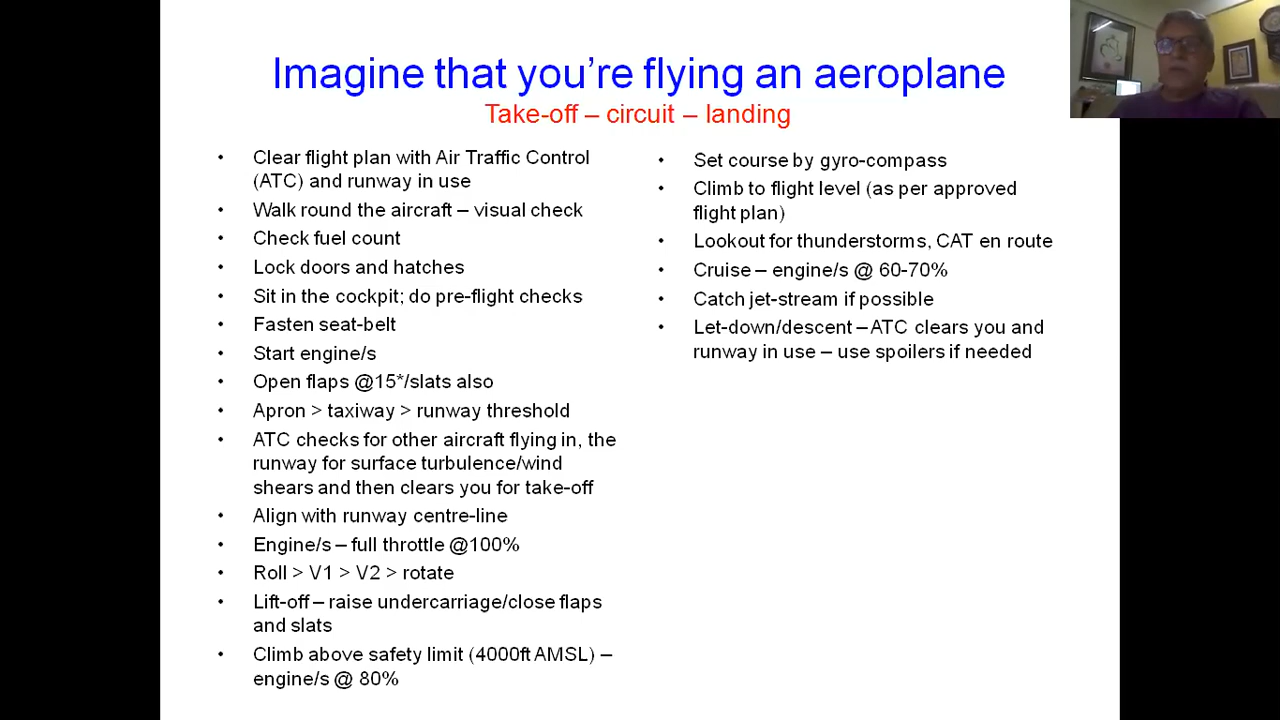 Imagine that you’re flying an aeroplane
Take-off – circuit – landing
• Clear flight plan with Air Traffic Control
(ATC) and runway in use
• Walk round the aircraft – visual check
• Check fuel count
• Lock doors and hatches
• Sit in the cockpit; do pre-flight checks
• Fasten seat-belt
• Start engine/s
• Open flaps @15*/slats also
• Apron > taxiway > runway threshold
• ATC checks for other aircraft flying in, the
runway for surface turbulence/wind
shears and then clears you for take-off
• Align with runway centre-line
• Engine/s – full throttle @100%
• Roll > V1 > V2 > rotate
• Lift-off – raise undercarriage/close flaps
and slats
• Climb above safety limit (4000ft AMSL) –
engine/s @ 80%
• Set course by gyro-compass
• Climb to flight level (as per approved
flight plan)
• Lookout for thunderstorms, CAT en route
• Cruise – engine/s @ 60-70%
• Catch jet-stream if possible
• Let-down/descent – ATC clears you and
runway in use – use spoilers if needed